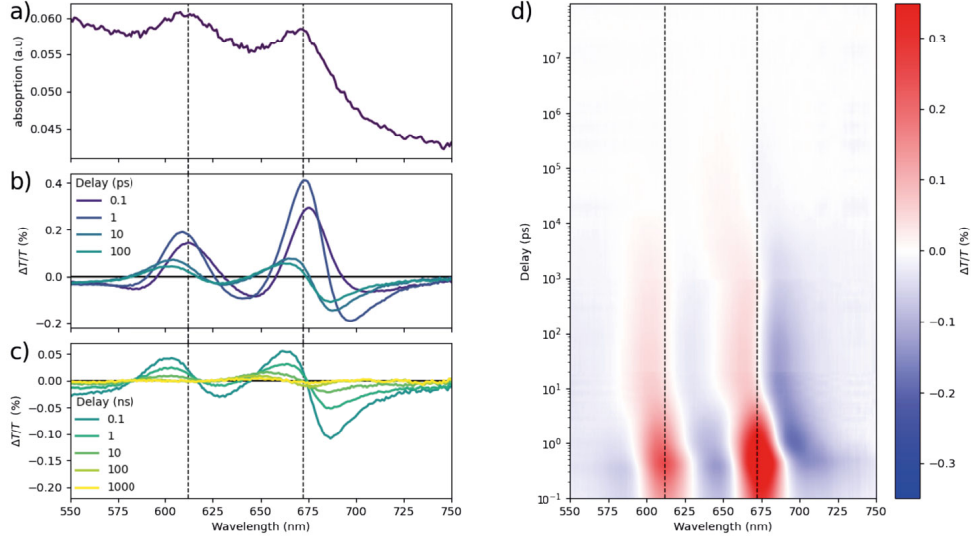 a)
absoprtion (a.u)
0.060
0.055
0.050
0.045
b)
Delay (ps)
0.1
1
10
100
ΔT/T (%)
0.4
0.2
0.0
−0.2
c)
ΔT/T (%)
0.05
0.00
−0.05
−0.10
−0.15
−0.20
Delay (ns)
0.1
1
10
100
1000
550 575 600 625 650 675 700 725 750
Wavelength (nm)
d)
Delay (ps)
10⁷
10⁶
10⁵
10⁴
10³
10²
10¹
10⁰
10⁻¹
550 600 650 700 750
Wavelength (nm)
0.3
0.2
0.1
0.0
−0.1
−0.2
−0.3
ΔT/T (%)